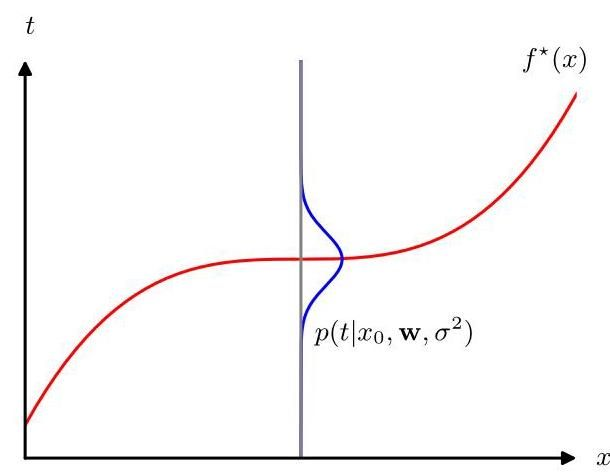 t
f⋆(x)
p(t|x₀, w, σ²)
x